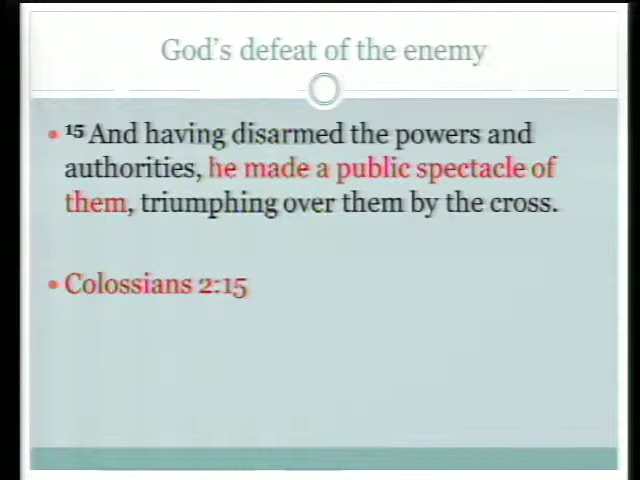 God's defeat of the enemy
• 15 And having disarmed the powers and
authorities, he made a public spectacle of
them, triumphing over them by the cross.
• Colossians 2:15